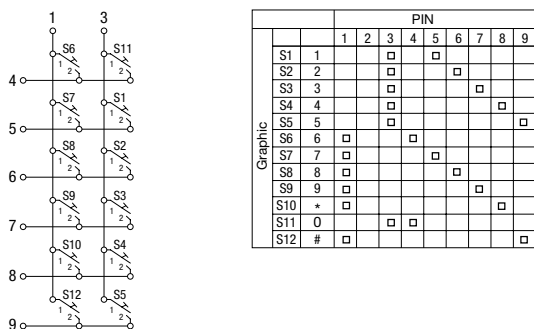 1 3
S6 S11
1 2 1 2
4
S7 S1
1 2 1 2
5
S8 S2
1 2 1 2
6
S9 S3
1 2 1 2
7
S10 S4
1 2 1 2
8
S12 S5
1 2 1 2
9
PIN
1 2 3 4 5 6 7 8 9
Graphic
S1 1
S2 2
S3 3
S4 4
S5 5
S6 6
S7 7
S8 8
S9 9
S10 *
S11 0
S12 #